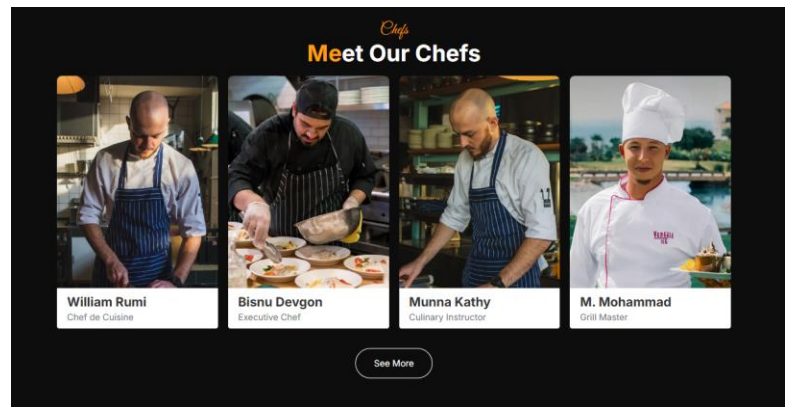 Chefs
Meet Our Chefs
William Rumi
Chef de Cuisine
Bisnu Devgon
Executive Chef
Munna Kathy
Culinary Instructor
M. Mohammad
Grill Master
See More